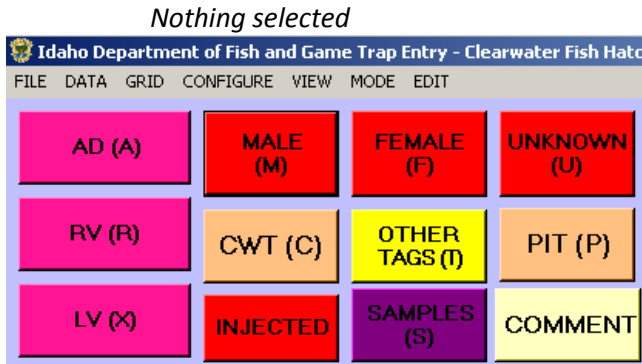 Nothing selected
Idaho Department of Fish and Game Trap Entry - Clearwater Fish Hatc
FILE DATA GRID CONFIGURE VIEW MODE EDIT
AD (A) MALE FEMALE UNKNOWN
(M) (F) (U)
RV (R) CWT (C) OTHER PIT (P)
TAGS (T)
LV (X) INJECTED SAMPLES COMMENT
(S)